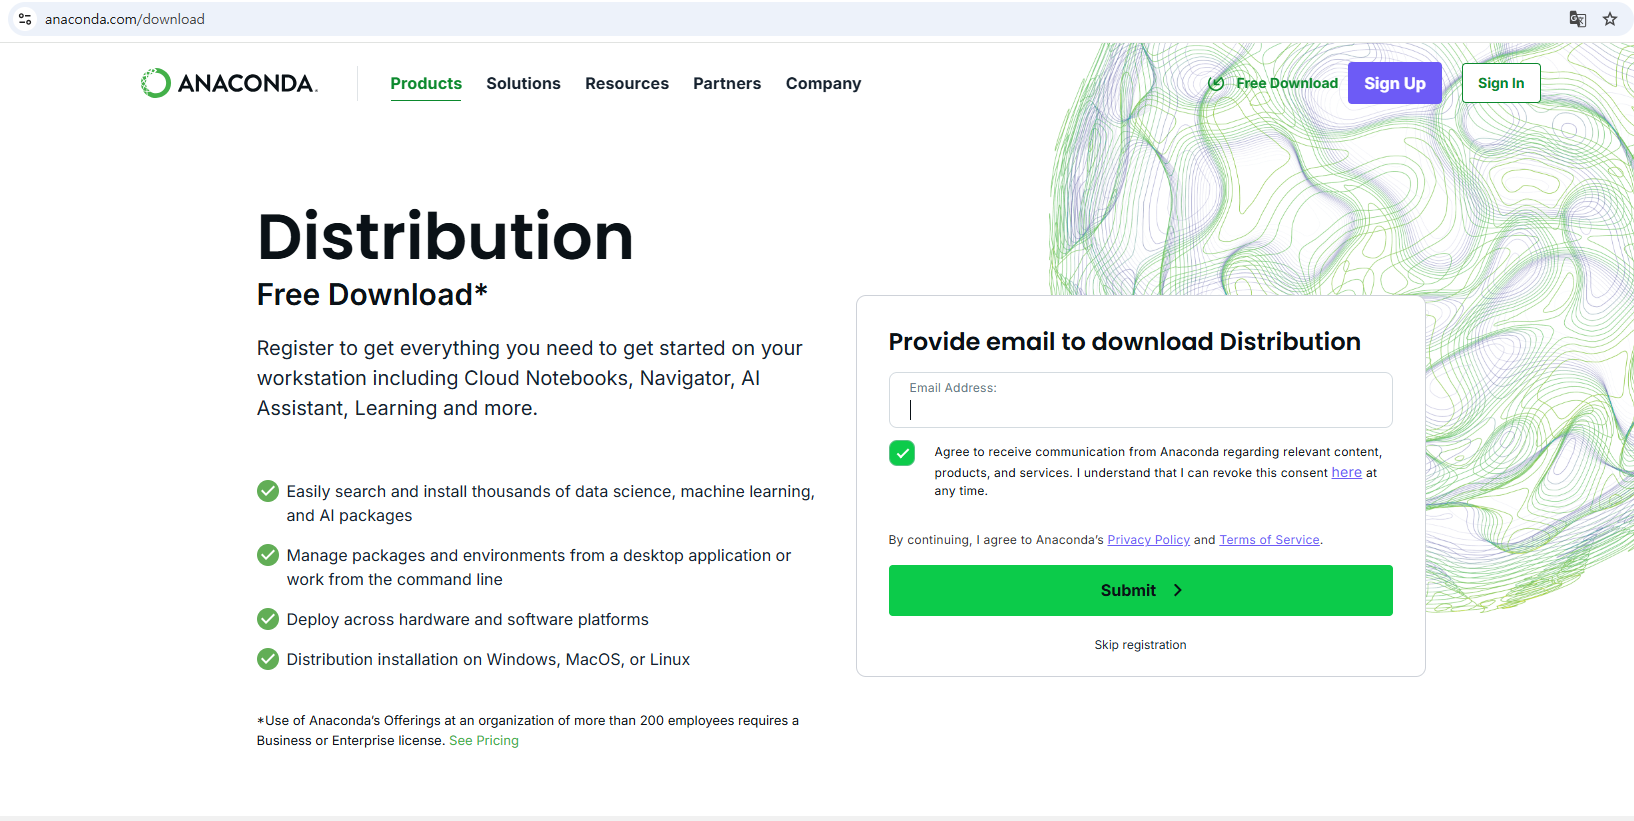 anaconda.com/download
ANACONDA.
Products
Solutions
Resources
Partners
Company
Free Download
Sign Up
Sign In
Distribution
Free Download*
Register to get everything you need to get started on your
workstation including Cloud Notebooks, Navigator, AI
Assistant, Learning and more.
Easily search and install thousands of data science, machine learning,
and AI packages
Manage packages and environments from a desktop application or
work from the command line
Deploy across hardware and software platforms
Distribution installation on Windows, MacOS, or Linux
*Use of Anaconda's Offerings at an organization of more than 200 employees requires a
Business or Enterprise license. See Pricing
Provide email to download Distribution
Email Address:
Agree to receive communication from Anaconda regarding relevant content,
products, and services. I understand that I can revoke this consent here at
any time.
By continuing, I agree to Anaconda's Privacy Policy and Terms of Service.
Submit
Skip registration